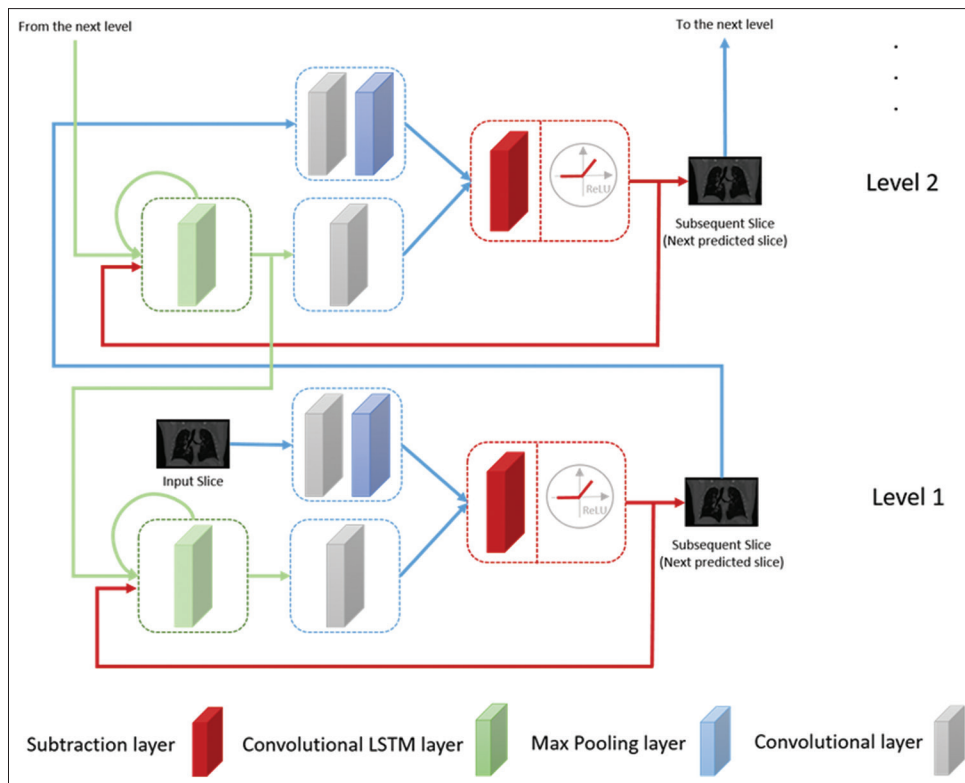 From the next level
To the next level
ReLU
Level 2
Subsequent Slice
(Next predicted slice)
Input Slice
ReLU
Level 1
Subsequent Slice
(Next predicted slice)
Subtraction layer
Convolutional LSTM layer
Max Pooling layer
Convolutional layer